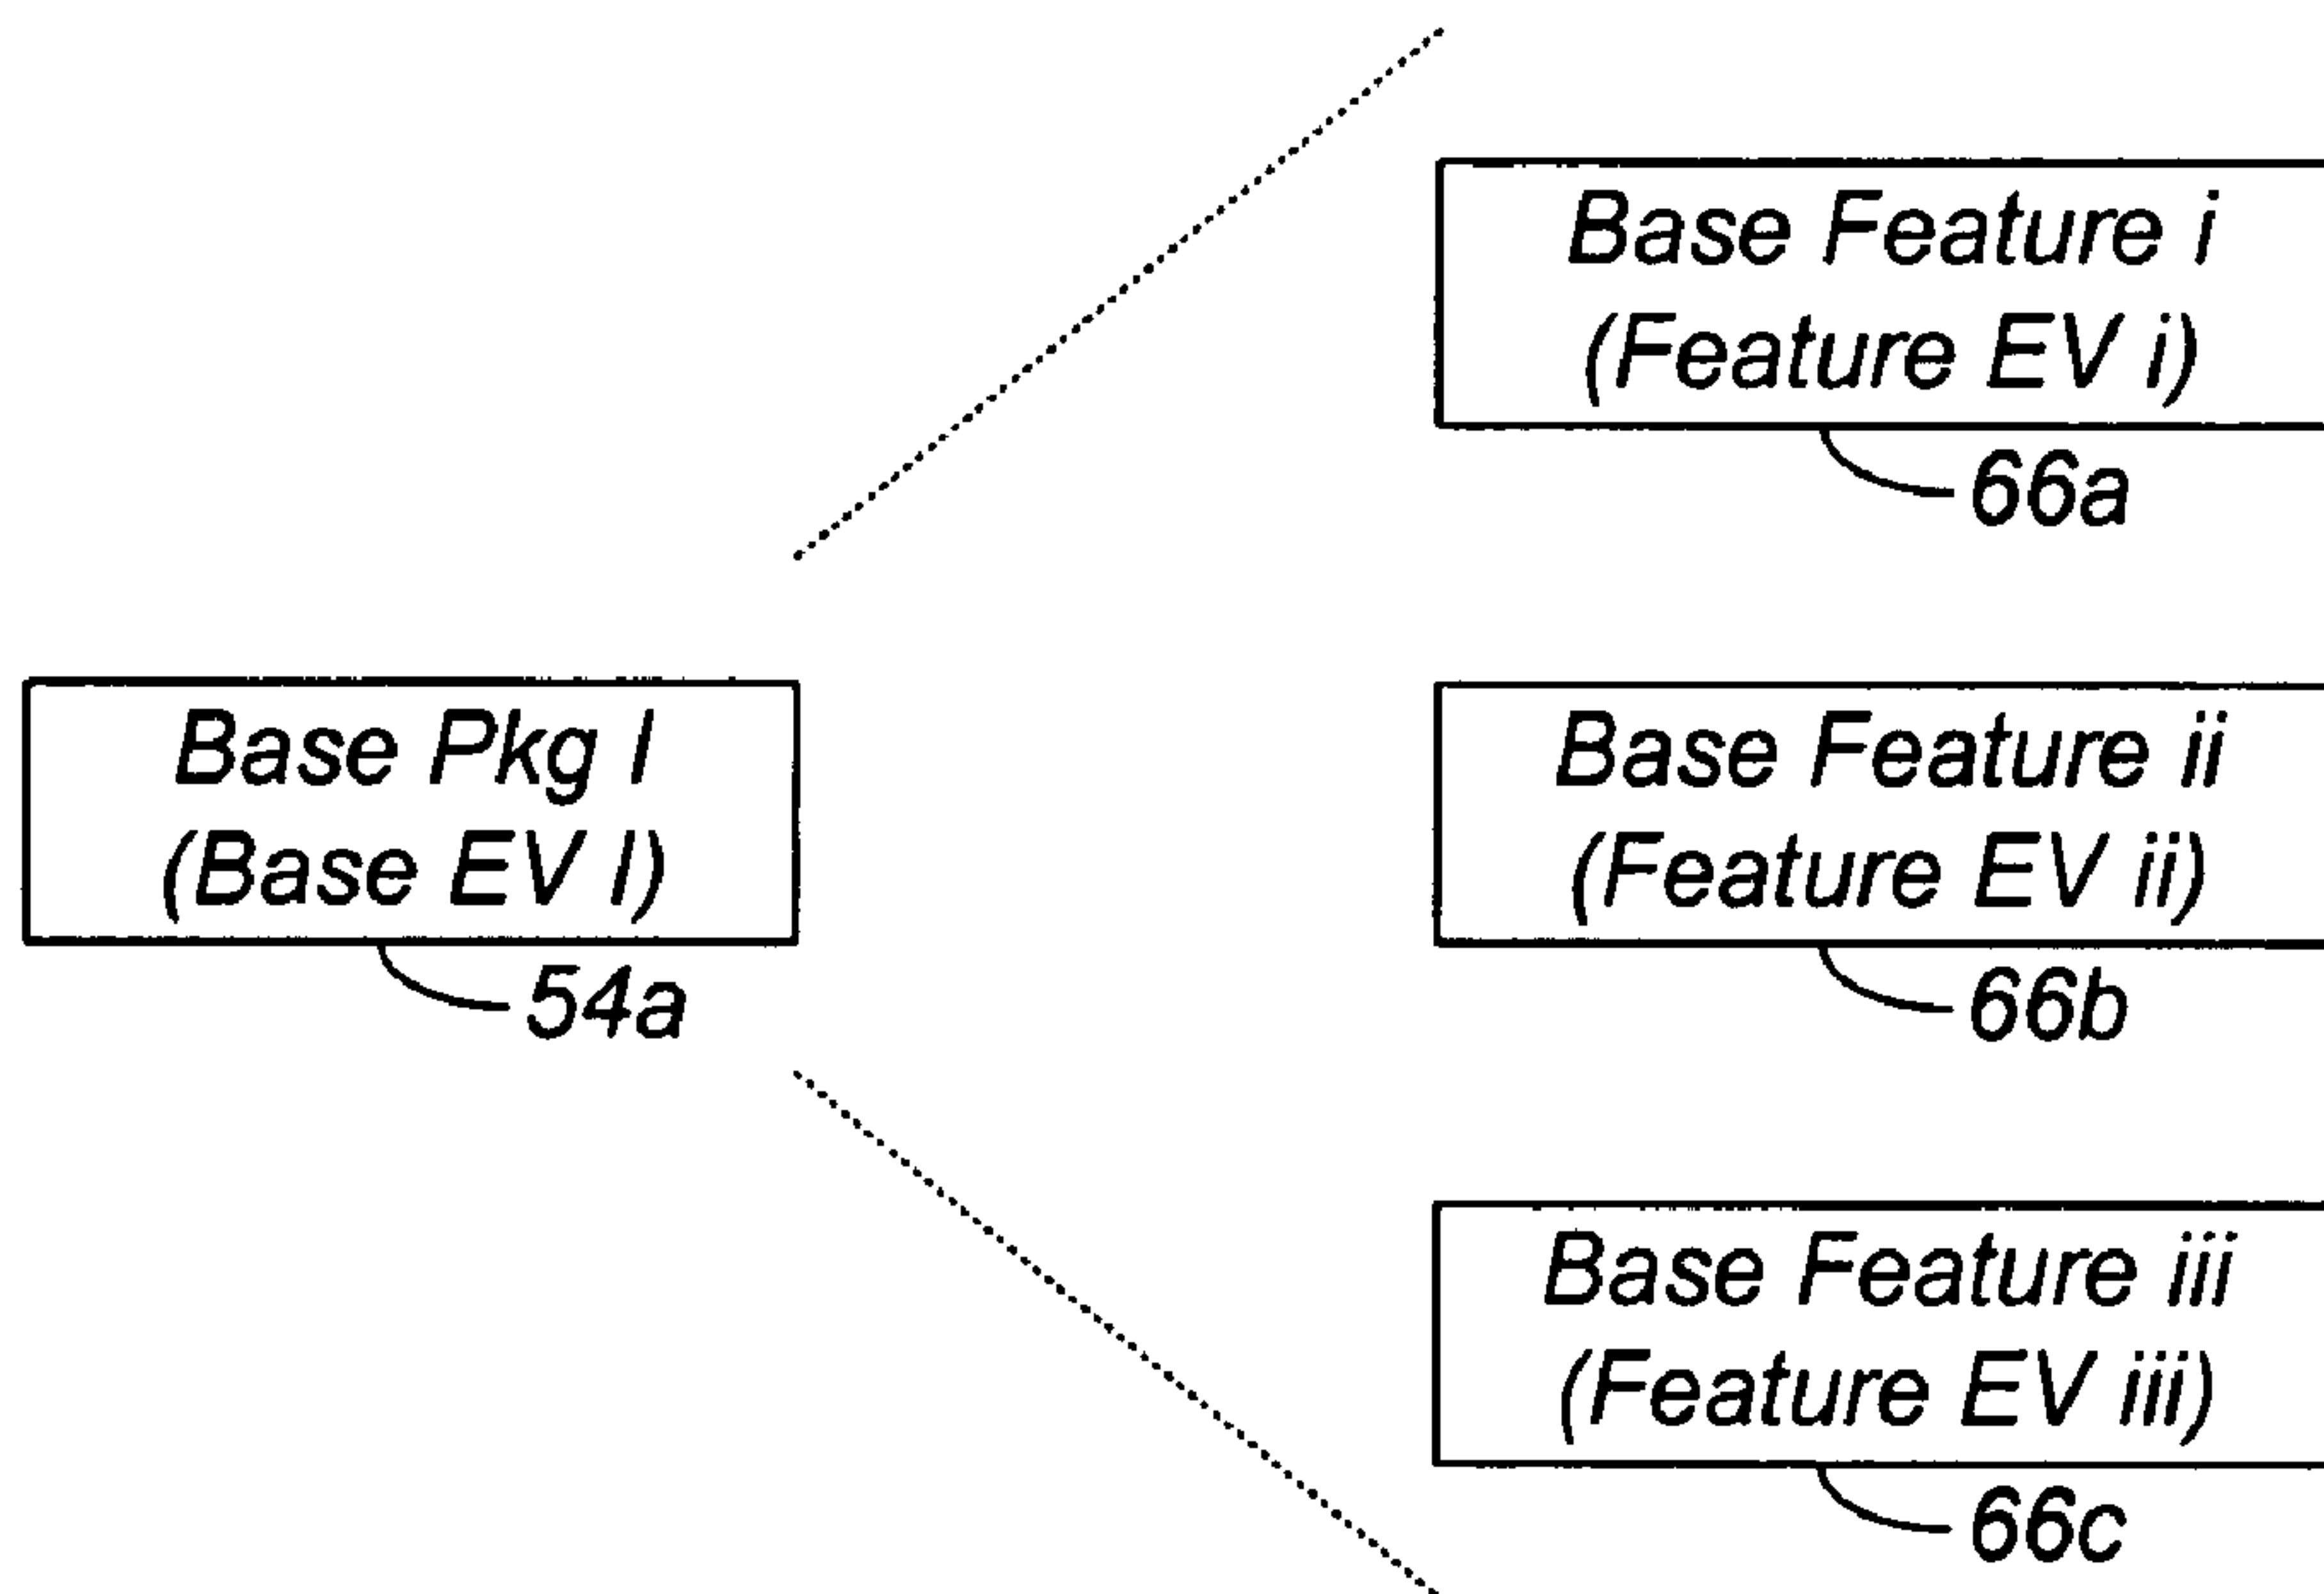 Base Feature i
(Feature EV i)
66a
Base Pkg I
(Base EV I)
54a
Base Feature ii
(Feature EV ii)
66b
Base Feature iii
(Feature EV iii)
66c